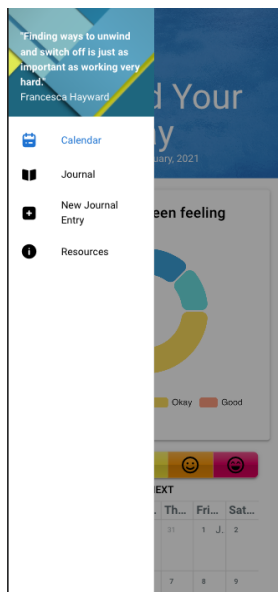 "Finding ways to unwind
and switch off is just as
important as working very
hard."
Francesca Hayward
Calendar
Journal
New Journal
Entry
Resources
d Your
y
uary, 2021
een feeling
Okay
Good
NEXT
Th...
Fri...
Sat...
31
1
J.
2
7
8
9